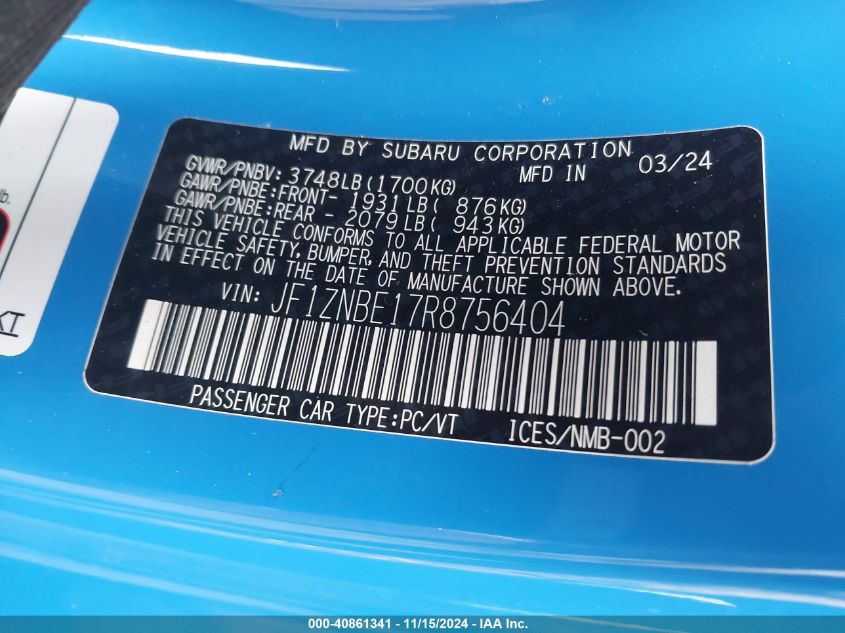 MFD BY SUBARU CORPORATION
MFD IN 03/24
GVWR/PNBV: 3748LB(1700KG)
GAWR/PNBE:FRONT- 1931LB( 876KG)
GAWR/PNBE:REAR - 2079LB( 943KG)
THIS VEHICLE CONFORMS TO ALL APPLICABLE FEDERAL MOTOR
VEHICLE SAFETY, BUMPER, AND THEFT PREVENTION STANDARDS
IN EFFECT ON THE DATE OF MANUFACTURE SHOWN ABOVE.
VIN: JF1ZNBE17R8756404
PASSENGER CAR TYPE:PC/VT ICES/NMB-002
lb.
KT
000-40861341 - 11/15/2024 - IAA Inc.